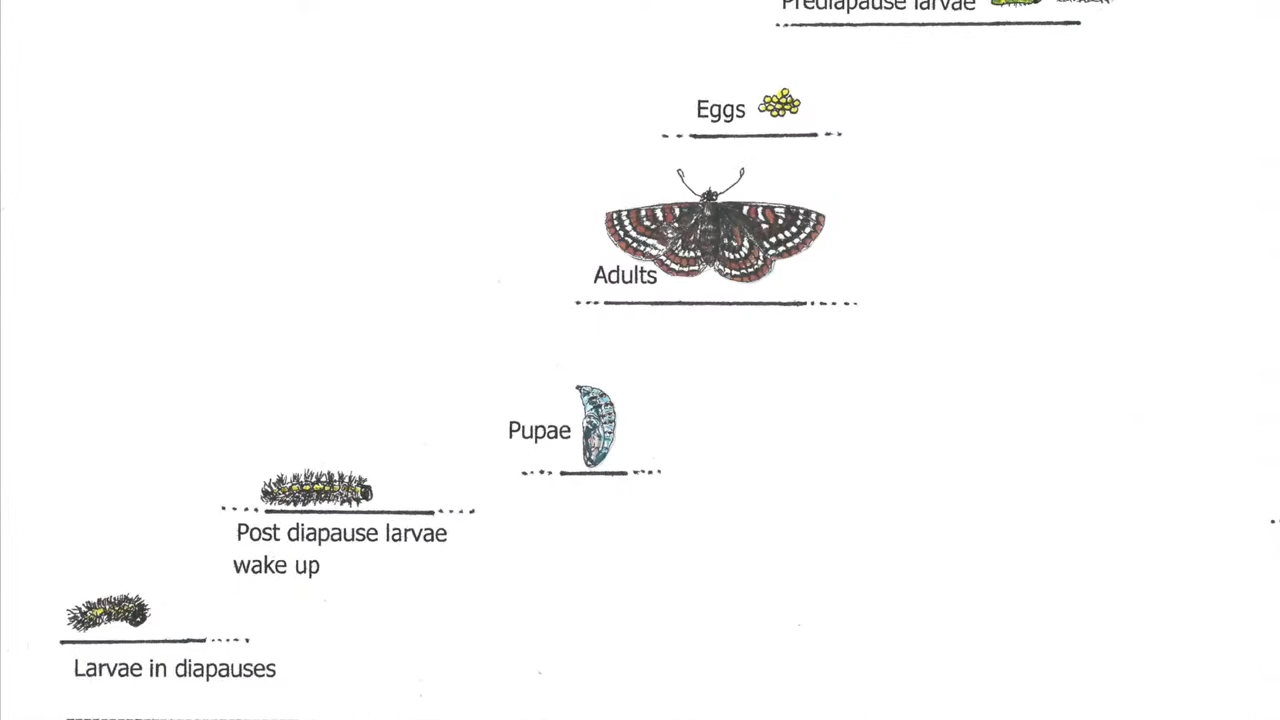 Prediapause larvae
Eggs
Adults
Pupae
Post diapause larvae
wake up
Larvae in diapauses